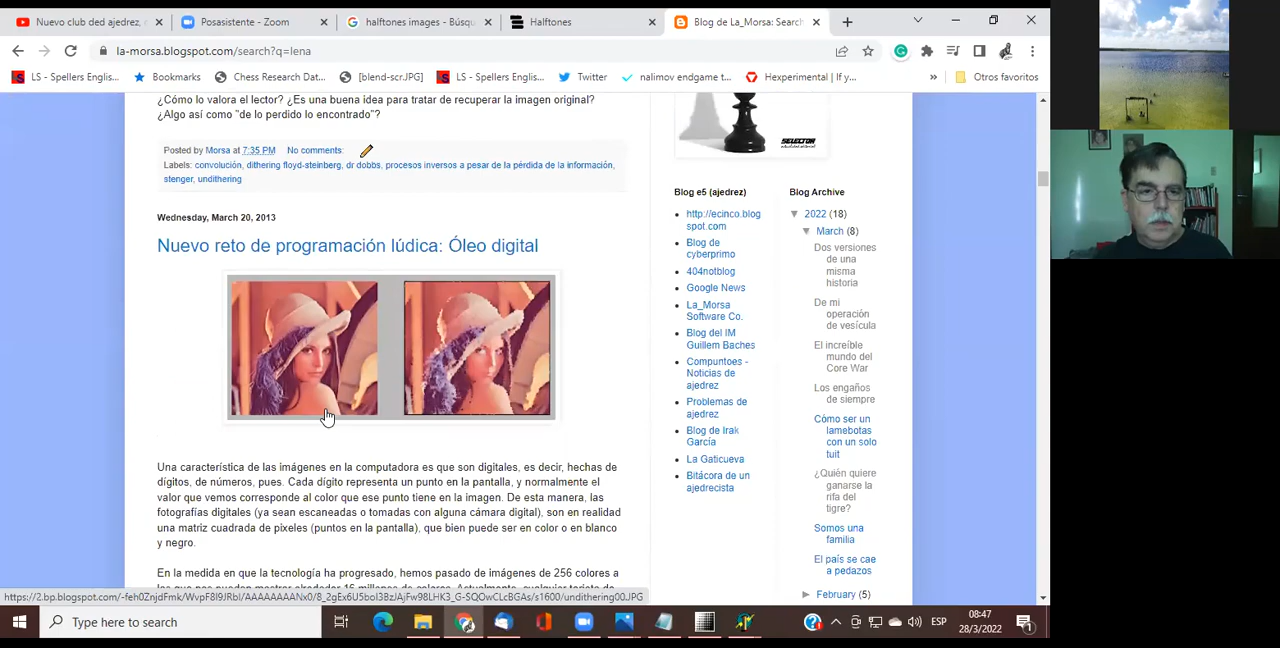 Nuevo club ded ajedrez,
Posasistente - Zoom
halftones images - Búsqu
Halftones
Blog de La_Morsa: Search
la-morsa.blogspot.com/search?q=lena
LS - Spellers Englis...
Bookmarks
Chess Research Dat...
[blend-scr.JPG]
LS - Spellers Englis...
Twitter
nalimov endgame t...
Hexperimental | If y...
»
Otros favoritos
¿Cómo lo valora el lector? ¿Es una buena idea para tratar de recuperar la imagen original?
¿Algo así como "de lo perdido lo encontrado"?
Posted by Morsa at 7:35 PM No comments:
Labels: convolución, dithering floyd-steinberg, dr dobbs, procesos inversos a pesar de la pérdida de la información,
stenger, undithering
Wednesday, March 20, 2013
Nuevo reto de programación lúdica: Óleo digital
Una característica de las imágenes en la computadora es que son digitales, es decir, hechas de
dígitos, de números, pues. Cada dígito representa un punto en la pantalla, y normalmente el
valor que vemos corresponde al color que ese punto tiene en la imagen. De esta manera, las
fotografías digitales (ya sean escaneadas o tomadas con alguna cámara digital), son en realidad
una matriz cuadrada de pixeles (puntos en la pantalla), que bien puede ser en color o en blanco
y negro.
En la medida en que la tecnología ha progresado, hemos pasado de imágenes de 256 colores a
SELECTOR
Blog e5 (ajedrez)
http://ecinco.blog
spot.com
Blog de
cyberprimo
404notblog
Google News
La_Morsa
Software Co.
Blog del IM
Guillem Baches
Compuntoes -
Noticias de
ajedrez
Problemas de
ajedrez
Blog de Irak
García
La Gaticueva
Bitácora de un
ajedrecista
Blog Archive
▼ 2022 (18)
▼ March (8)
Dos versiones
de una
misma
historia
De mi
operación
de vesícula
El increíble
mundo del
Core War
Los engaños
de siempre
Cómo ser un
lamebotas
con un solo
tuit
¿Quién quiere
ganarse la
rifa del
tigre?
Somos una
familia
El país se cae
a pedazos
► February (5)
Type here to search
ESP
08:47
28/3/2022
1